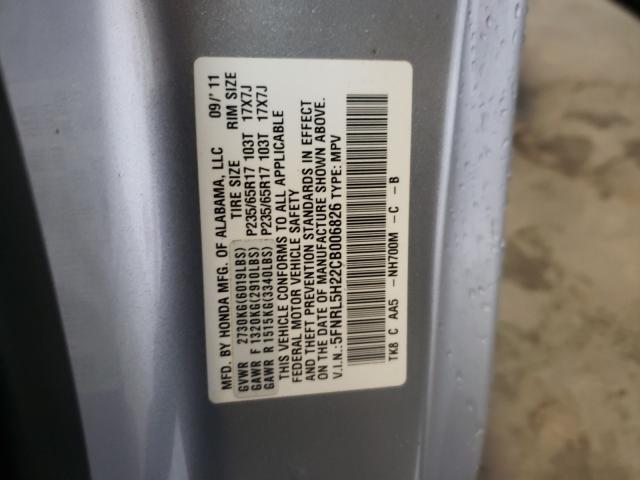 MFD. BY HONDA MFG. OF ALABAMA, LLC 09/'11
TIRE SIZE RIM SIZE
GVWR 2730KG(6019LBS)
GAWR F 1320KG(2910LBS) P235/65R17 103T 17X7J
GAWR R 1515KG(3340LBS) P235/65R17 103T 17X7J
THIS VEHICLE CONFORMS TO ALL APPLICABLE
FEDERAL MOTOR VEHICLE SAFETY
AND THEFT PREVENTION STANDARDS IN EFFECT
ON THE DATE OF MANUFACTURE SHOWN ABOVE.
V.I.N.:5FNRL5H22CB006826 TYPE: MPV
TK8 C AA5 -NH700M -C -B